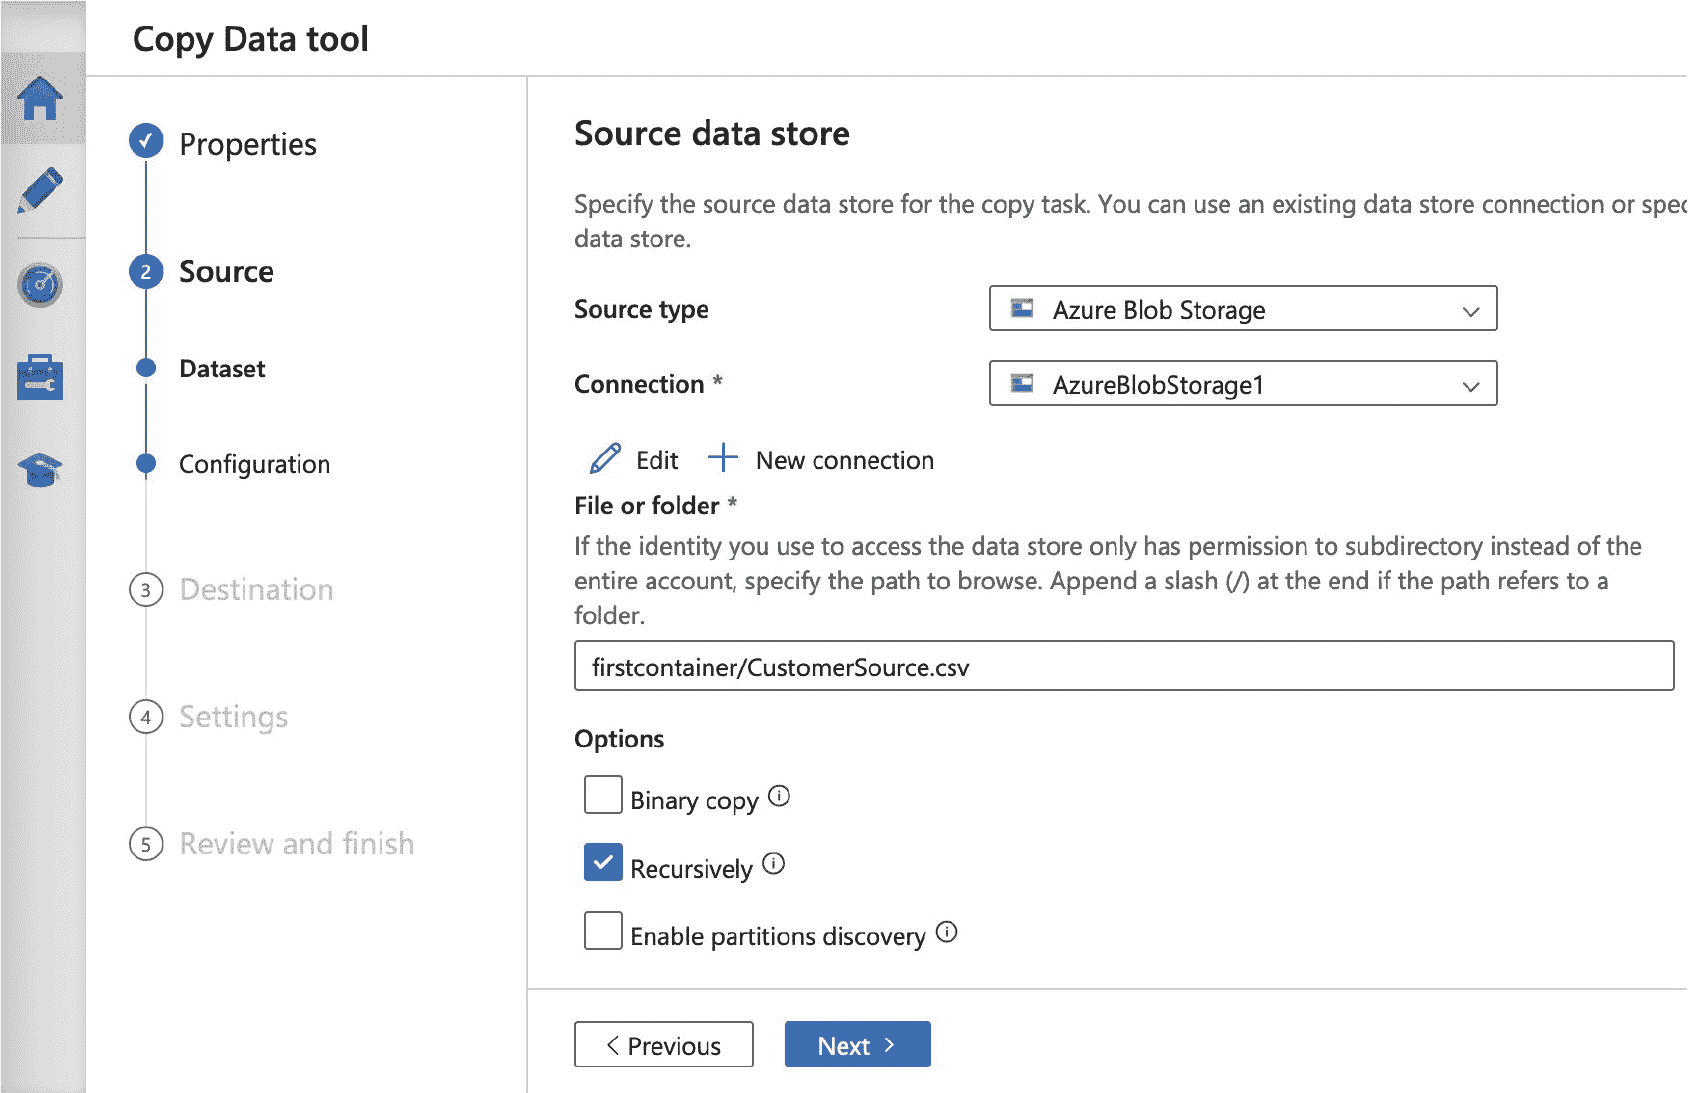 Copy Data tool
Properties
2 Source
Dataset
Configuration
3 Destination
4 Settings
5 Review and finish
Source data store
Specify the source data store for the copy task. You can use an existing data store connection or spec
data store.
Source type Azure Blob Storage
Connection * AzureBlobStorage1
Edit New connection
File or folder *
If the identity you use to access the data store only has permission to subdirectory instead of the
entire account, specify the path to browse. Append a slash (/) at the end if the path refers to a
folder.
firstcontainer/CustomerSource.csv
Options
Binary copy
Recursively
Enable partitions discovery
< Previous
Next >